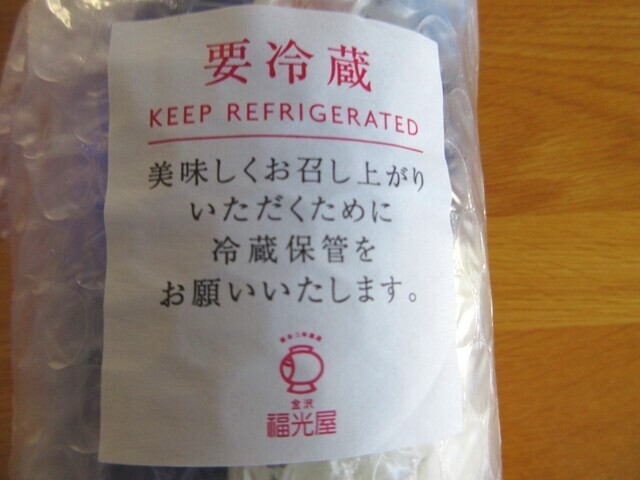 要冷蔵
KEEP REFRIGERATED
美味しくお召し上がり
いただくために
冷蔵保管を
お願いいたします。
金沢
福光屋